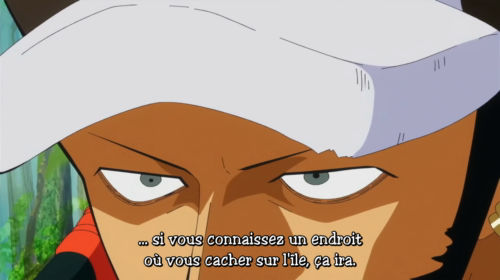 ... si vous connaissez un endroit
où vous cacher sur l'île, ça ira.